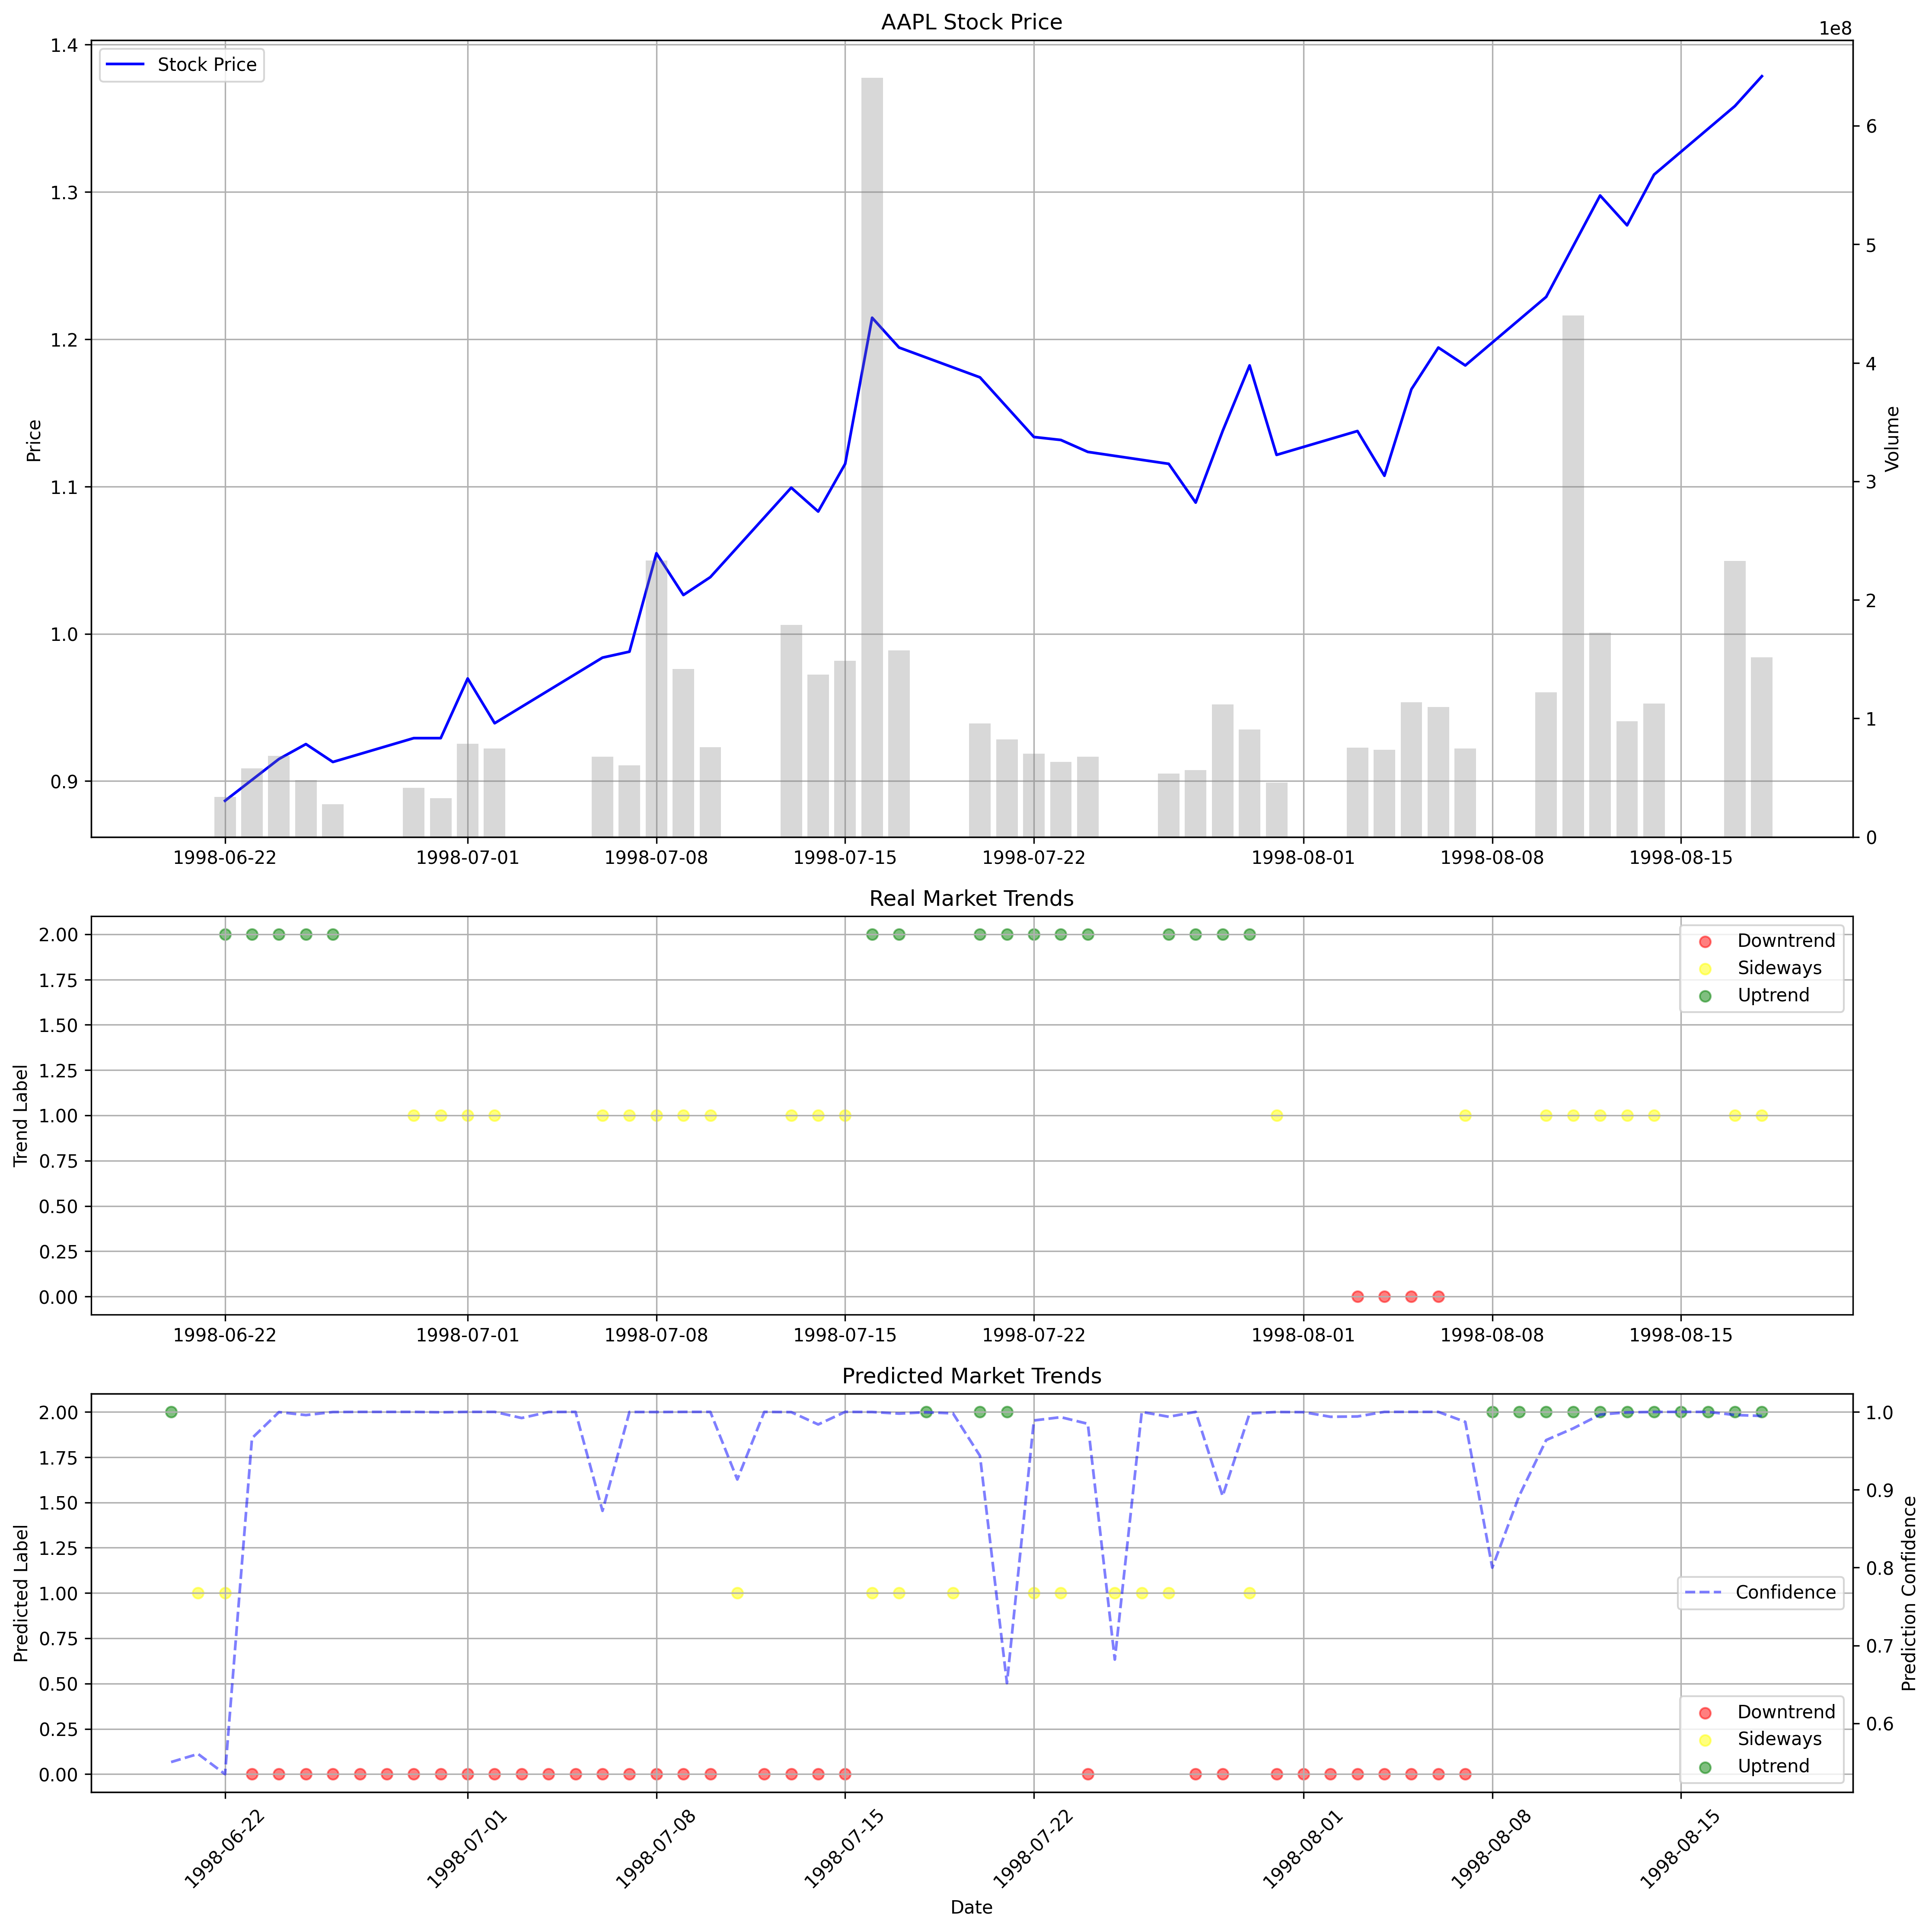 AAPL Stock Price
1e8
Stock Price
1.4
1.3
1.2
1.1
1.0
0.9
Price
6
5
4
3
2
1
0
Volume
1998-06-22 1998-07-01 1998-07-08 1998-07-15 1998-07-22 1998-08-01 1998-08-08 1998-08-15
Real Market Trends
2.00
1.75
1.50
1.25
1.00
0.75
0.50
0.25
0.00
Trend Label
Downtrend
Sideways
Uptrend
1998-06-22 1998-07-01 1998-07-08 1998-07-15 1998-07-22 1998-08-01 1998-08-08 1998-08-15
Predicted Market Trends
2.00
1.75
1.50
1.25
1.00
0.75
0.50
0.25
0.00
Predicted Label
1.0
0.9
0.8
0.7
0.6
Prediction Confidence
Confidence
Downtrend
Sideways
Uptrend
1998-06-22 1998-07-01 1998-07-08 1998-07-15 1998-07-22 1998-08-01 1998-08-08 1998-08-15
Date